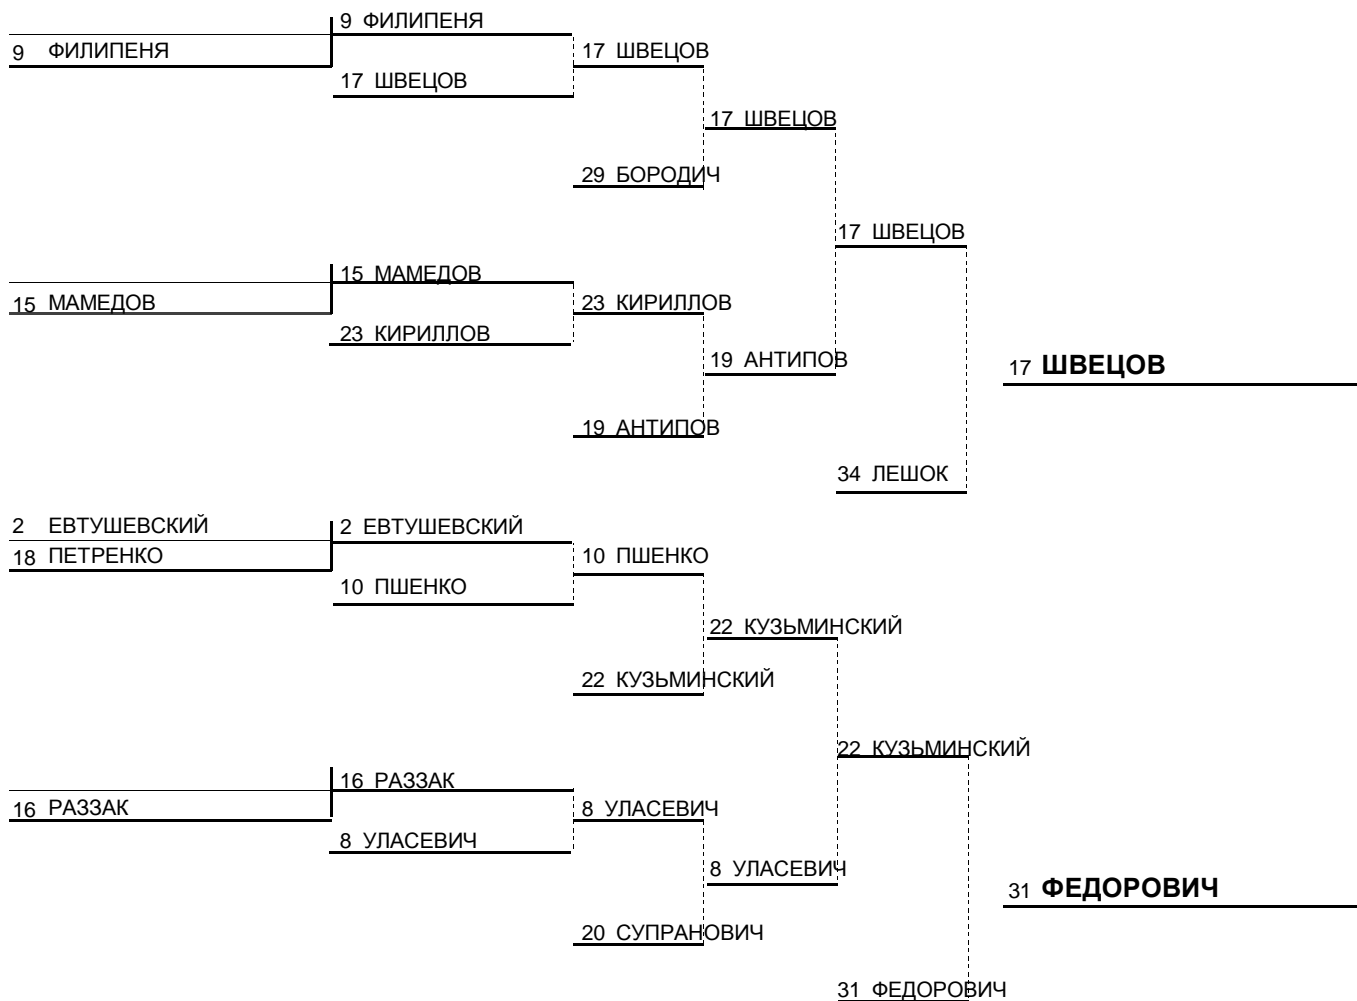 9 ФИЛИПЕНЯ
9 ФИЛИПЕНЯ
17 ШВЕЦОВ
17 ШВЕЦОВ
17 ШВЕЦОВ
29 БОРОДИЧ
17 ШВЕЦОВ
15 МАМЕДОВ
15 МАМЕДОВ
23 КИРИЛЛОВ
23 КИРИЛЛОВ
19 АНТИПОВ
17 ШВЕЦОВ
19 АНТИПОВ
34 ЛЕШОК
2 ЕВТУШЕВСКИЙ
2 ЕВТУШЕВСКИЙ
18 ПЕТРЕНКО
10 ПШЕНКО
10 ПШЕНКО
22 КУЗЬМИНСКИЙ
22 КУЗЬМИНСКИЙ
22 КУЗЬМИНСКИЙ
16 РАЗЗАК
16 РАЗЗАК
8 УЛАСЕВИЧ
8 УЛАСЕВИЧ
8 УЛАСЕВИЧ
31 ФЕДОРОВИЧ
20 СУПРАНОВИЧ
31 ФЕДОРОВИЧ